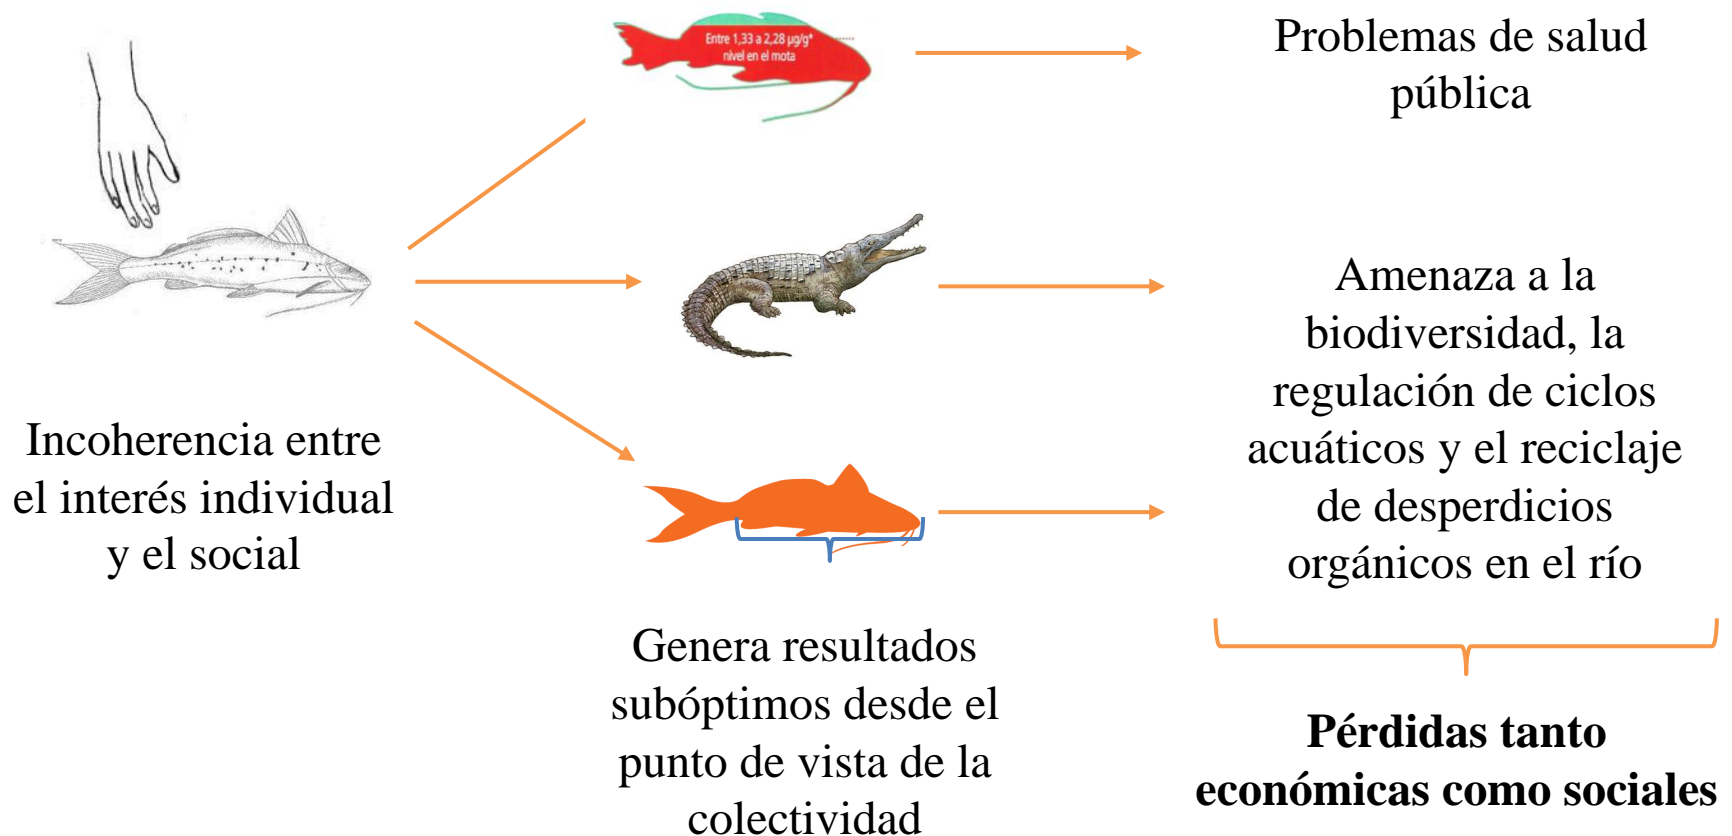 Entre 1,33 a 2,28 µg/g*
nivel en el mota
Problemas de salud
pública
Incoherencia entre
el interés individual
y el social
Amenaza a la
biodiversidad, la
regulación de ciclos
acuáticos y el reciclaje
de desperdicios
orgánicos en el río
Genera resultados
subóptimos desde el
punto de vista de la
colectividad
Pérdidas tanto
económicas como sociales